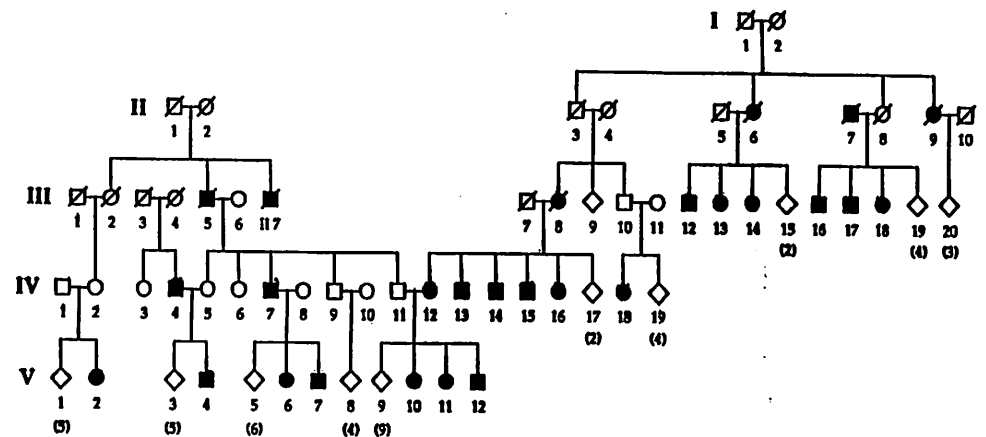 I
1 2
II
1 2 3 4 5 6 7 8 9 10
III
1 2 3 4 5 6 117 7 8 9 10 11 12 13 14 15 16 17 18 19 20
(2) (4) (3)
IV
1 2 3 4 5 6 7 8 9 10 11 12 13 14 15 16 17 18 19
(2) (4)
V
1 2 3 4 5 6 7 8 9 10 11 12
(5) (5) (6) (4) (9)